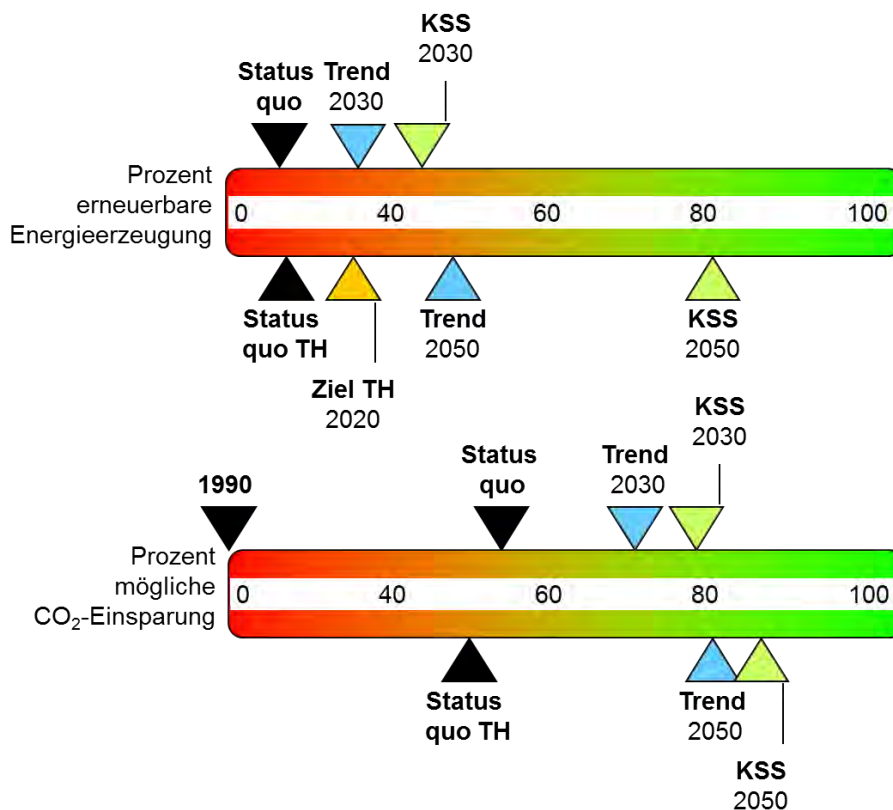 KSS
2030
Status
quo
Trend
2030
Prozent
erneuerbare
Energieerzeugung
0 40 60 80 100
Status
quo TH
Ziel TH
2020
Trend
2050
KSS
2050
KSS
2030
1990
Status
quo
Trend
2030
Prozent
mögliche
CO₂-Einsparung
0 40 60 80 100
Status
quo TH
Trend
2050
KSS
2050